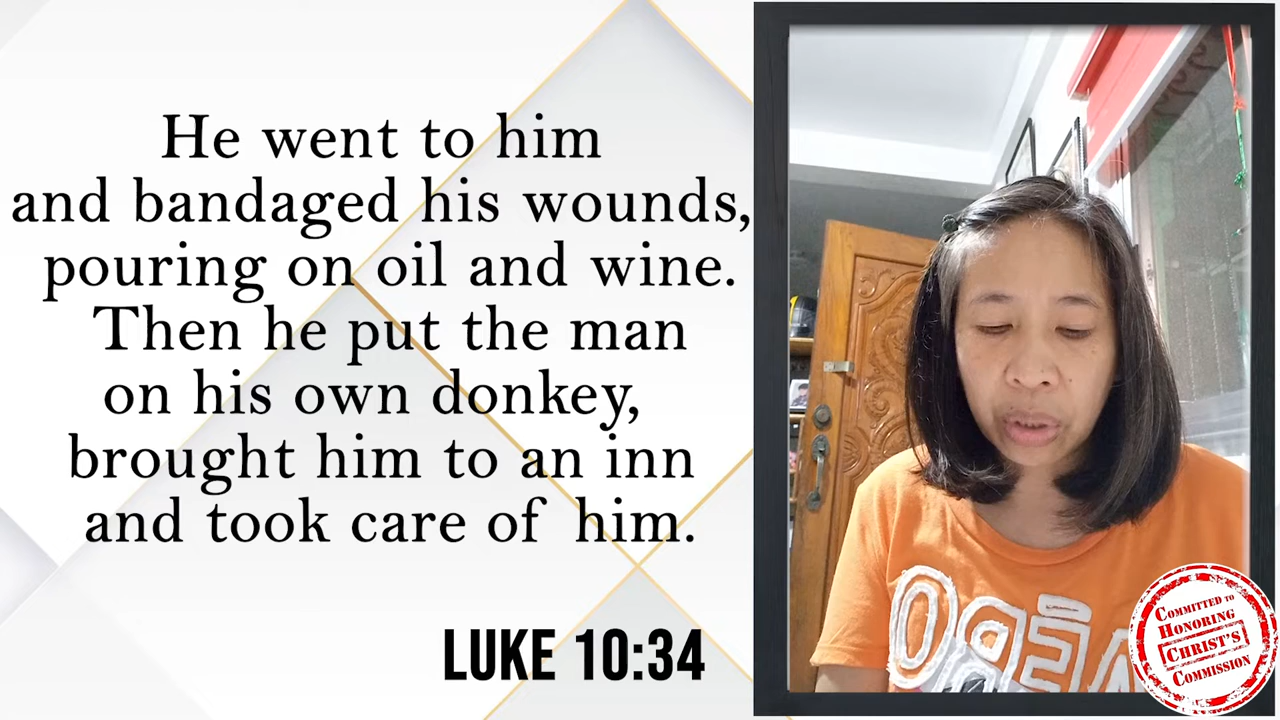 He went to him
and bandaged his wounds,
pouring on oil and wine.
Then he put the man
on his own donkey,
brought him to an inn
and took care of him.
LUKE 10:34
COMMITTED TO
HONORING
CHRIST'S
COMMISSION